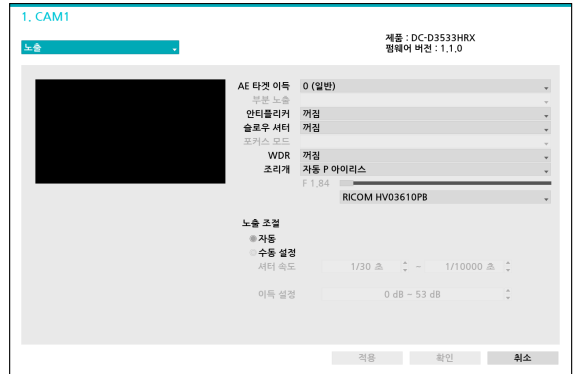 1. CAM1
제품 : DC-D3533HRX
노출
펌웨어 버전 : 1.1.0
AE 타겟 이득 0 (일반)
부분 노출
안티플리커 꺼짐
슬로우 셔터 꺼짐
포커스 모드
WDR 꺼짐
조리개 자동 P 아이리스
F 1.84
RICOM HV03610PB
노출 조절
자동
수동 설정
셔터 속도 1/30 초 ~ 1/10000 초
이득 설정 0 dB ~ 53 dB
적용 확인 취소